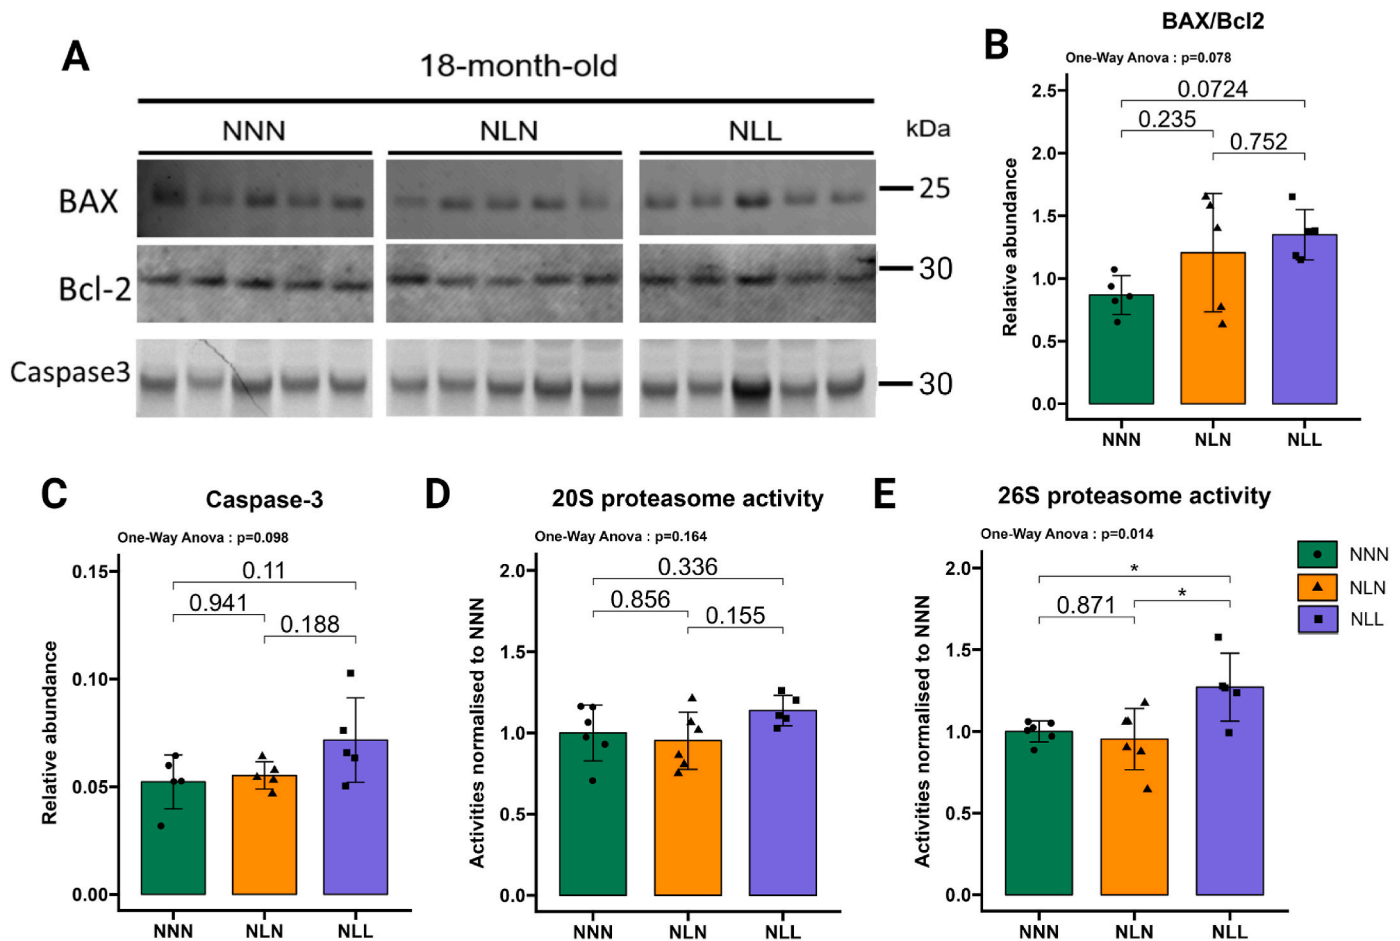 A
18-month-old
NNN NLN NLL kDa
BAX 25
Bcl-2 30
Caspase3 30
B
BAX/Bcl2
One-Way Anova : p=0.078
0.0724
0.235
0.752
Relative abundance
2.5
2.0
1.5
1.0
0.5
0.0
NNN NLN NLL
C
Caspase-3
One-Way Anova : p=0.098
0.11
0.941
0.188
Relative abundance
0.15
0.10
0.05
0.00
NNN NLN NLL
D
20S proteasome activity
One-Way Anova : p=0.164
0.336
0.856
0.155
Activities normalised to NNN
2.0
1.5
1.0
0.5
0.0
NNN NLN NLL
E
26S proteasome activity
One-Way Anova : p=0.014
*
*
0.871
Activities normalised to NNN
2.0
1.5
1.0
0.5
0.0
NNN NLN NLL
NNN
NLN
NLL